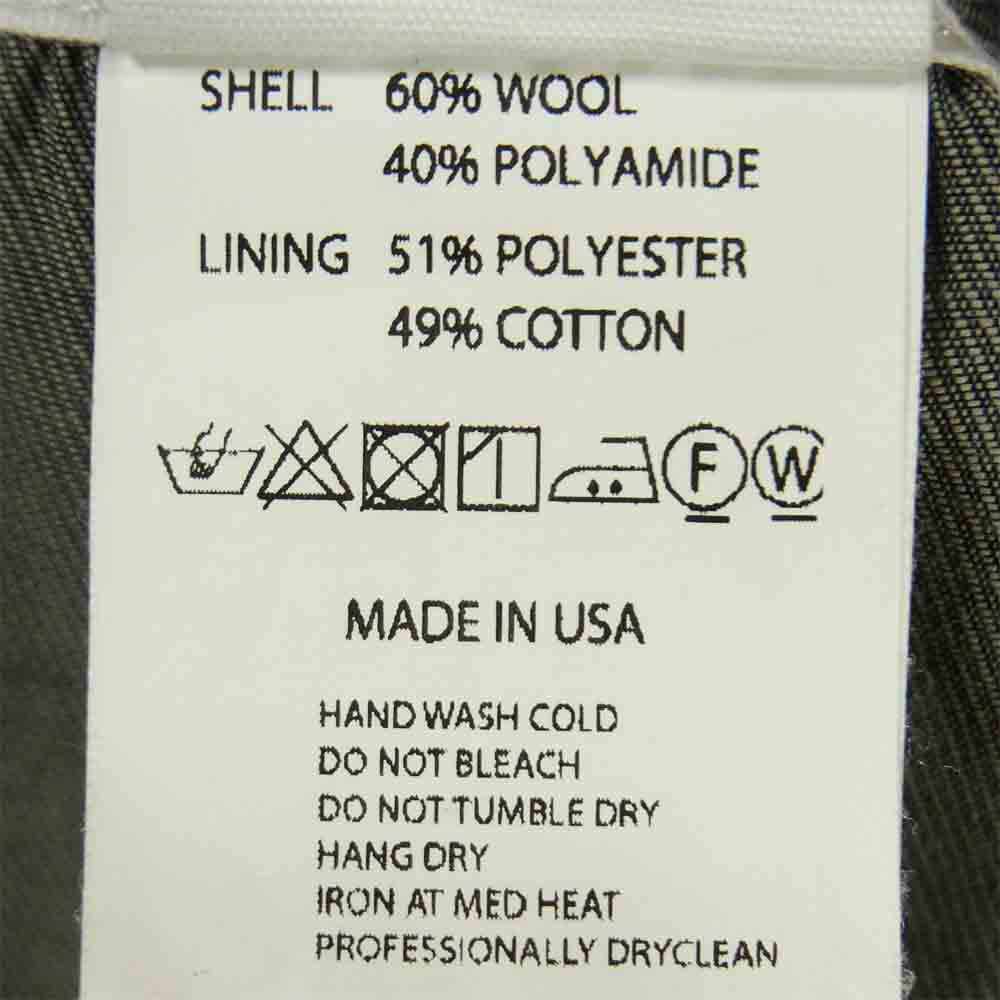 SHELL 60% WOOL
40% POLYAMIDE
LINING 51% POLYESTER
49% COTTON
F W
MADE IN USA
HAND WASH COLD
DO NOT BLEACH
DO NOT TUMBLE DRY
HANG DRY
IRON AT MED HEAT
PROFESSIONALLY DRYCLEAN